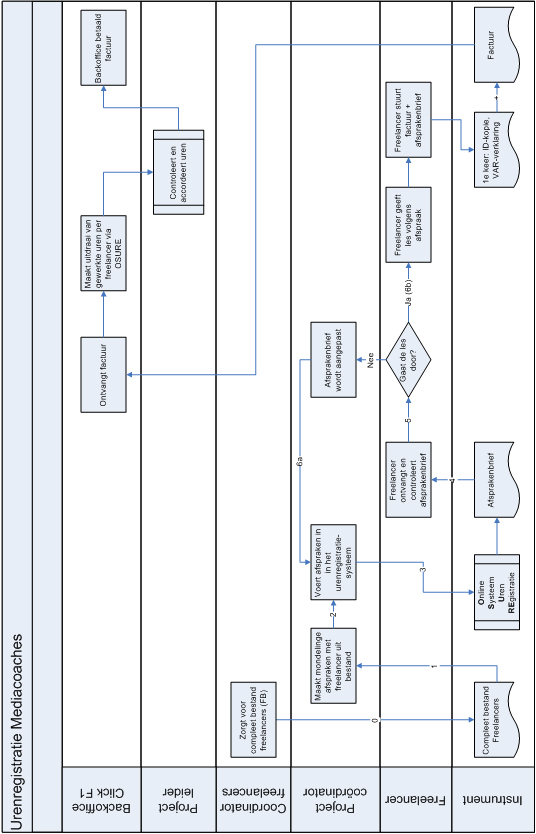 Urenregistratie Mediacoaches
Backoffice
Click F1
Ontvangt factuur
Maakt uitdraai van
gewerkte uren per
freelancer via
OSURE
Backoffice betaald
factuur
Project
leider
Controleert en
accordeert uren
Coördinator
freelancers
Zorgt voor
compleet bestand
freelancers (FB)
0
Project
coördinator
Maakt mondelinge
afspraken met
freelancer uit
bestand
2
Voert afspraken in
in het
urenregistratie-
systeem
6a
Afsprakenbrief
wordt aangepast
Freelancer
1
3
Freelancer
ontvangt en
controleert
afsprakenbrief
5
Gaat de les
door?
Nee
Ja (6b)
Freelancer geeft
les volgens
afspraak
Freelancer stuurt
factuur +
afsprakenbrief
Instrument
Compleet bestand
Freelancers
Online
Systeem
Uren
REgistratie
4
Afsprakenbrief
1e keer: ID-kopie,
VAR-verklaring
+
Factuur